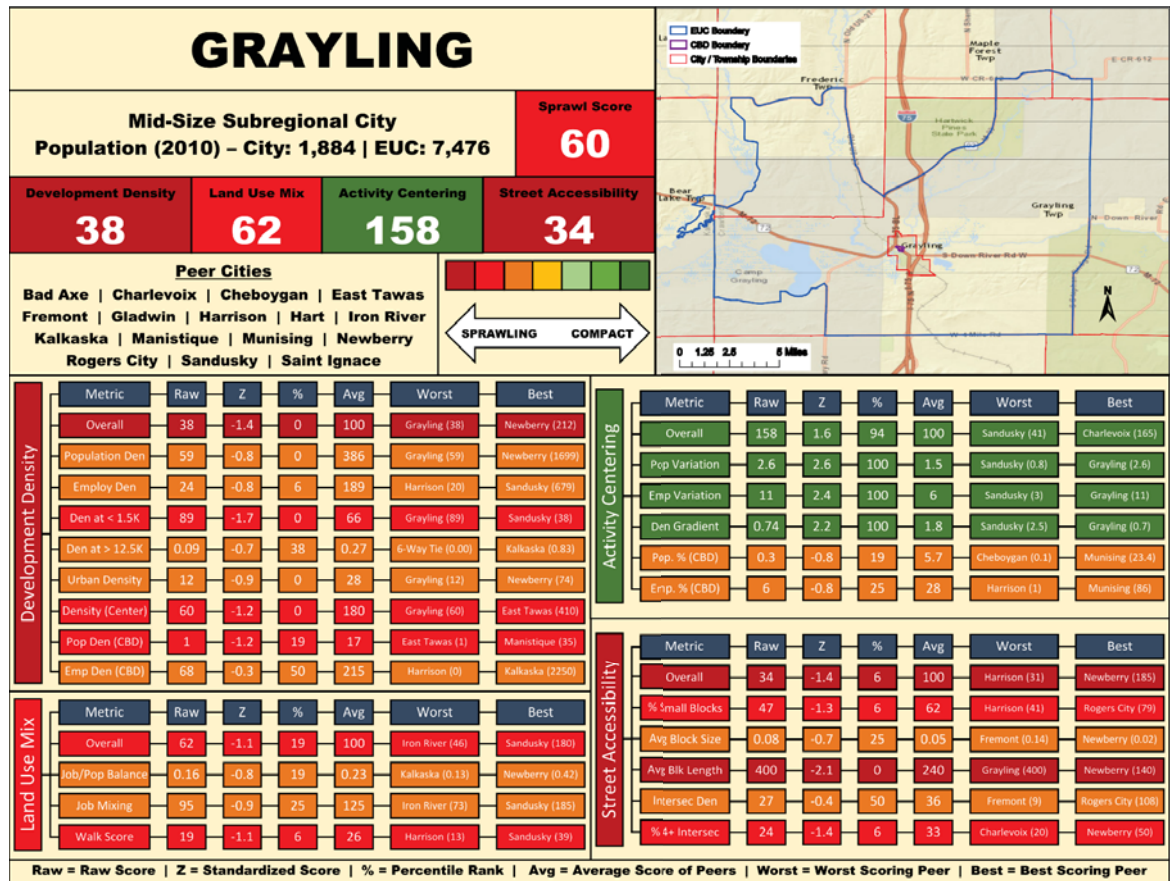 GRAYLING
Mid-Size Subregional City
Population (2010) – City: 1,884 | EUC: 7,476
Sprawl Score
60
Development Density
38
Land Use Mix
62
Activity Centering
158
Street Accessibility
34
Peer Cities
Bad Axe | Charlevoix | Cheboygan | East Tawas
Fremont | Gladwin | Harrison | Hart | Iron River
Kalkaska | Manistique | Munising | Newberry
Rogers City | Sandusky | Saint Ignace
SPRAWLING COMPACT
EUC Boundary
CBD Boundary
City / Township Boundaries
Maple
Forest
Twp
E CR-612
W CR-612
Frederic
Twp
75
Hartwick
Pines
State Park
Bear
Lake Twp
M-72
72
Grayling
Twp
N Down River Rd
Grayling
S Down River Rd W
72
Camp
Grayling
N
W 4 Mile Rd
0 1.25 2.5 5 Miles
Development Density
Metric Raw Z % Avg Worst Best
Overall 38 -1.4 0 100 Grayling (38) Newberry (212)
Population Den 59 -0.8 0 386 Grayling (59) Newberry (1699)
Employ Den 24 -0.8 6 189 Harrison (20) Sandusky (679)
Den at < 1.5K 89 -1.7 0 66 Grayling (89) Sandusky (38)
Den at > 12.5K 0.09 -0.7 38 0.27 6-Way Tie (0.00) Kalkaska (0.83)
Urban Density 12 -0.9 0 28 Grayling (12) Newberry (74)
Density (Center) 60 -1.2 0 180 Grayling (60) East Tawas (410)
Pop Den (CBD) 1 -1.2 19 17 East Tawas (1) Manistique (35)
Emp Den (CBD) 68 -0.3 50 215 Harrison (0) Kalkaska (2250)
Land Use Mix
Metric Raw Z % Avg Worst Best
Overall 62 -1.1 19 100 Iron River (46) Sandusky (180)
Job/Pop Balance 0.16 -0.8 19 0.23 Kalkaska (0.13) Newberry (0.42)
Job Mixing 95 -0.9 25 125 Iron River (73) Sandusky (185)
Walk Score 19 -1.1 6 26 Harrison (13) Sandusky (39)
Activity Centering
Metric Raw Z % Avg Worst Best
Overall 158 1.6 94 100 Sandusky (41) Charlevoix (165)
Pop Variation 2.6 2.6 100 1.5 Sandusky (0.8) Grayling (2.6)
Emp Variation 11 2.4 100 6 Sandusky (3) Grayling (11)
Den Gradient 0.74 2.2 100 1.8 Sandusky (2.5) Grayling (0.7)
Pop. % (CBD) 0.3 -0.8 19 5.7 Cheboygan (0.1) Munising (23.4)
Emp. % (CBD) 6 -0.8 25 28 Harrison (1) Munising (86)
Street Accessibility
Metric Raw Z % Avg Worst Best
Overall 34 -1.4 6 100 Harrison (31) Newberry (185)
% Small Blocks 47 -1.3 6 62 Harrison (41) Rogers City (79)
Avg Block Size 0.08 -0.7 25 0.05 Fremont (0.14) Newberry (0.02)
Avg Blk Length 400 -2.1 0 240 Grayling (400) Newberry (140)
Intersec Den 27 -0.4 50 36 Fremont (9) Rogers City (108)
% 4+ Intersec 24 -1.4 6 33 Charlevoix (20) Newberry (50)
Raw = Raw Score | Z = Standardized Score | % = Percentile Rank | Avg = Average Score of Peers | Worst = Worst Scoring Peer | Best = Best Scoring Peer